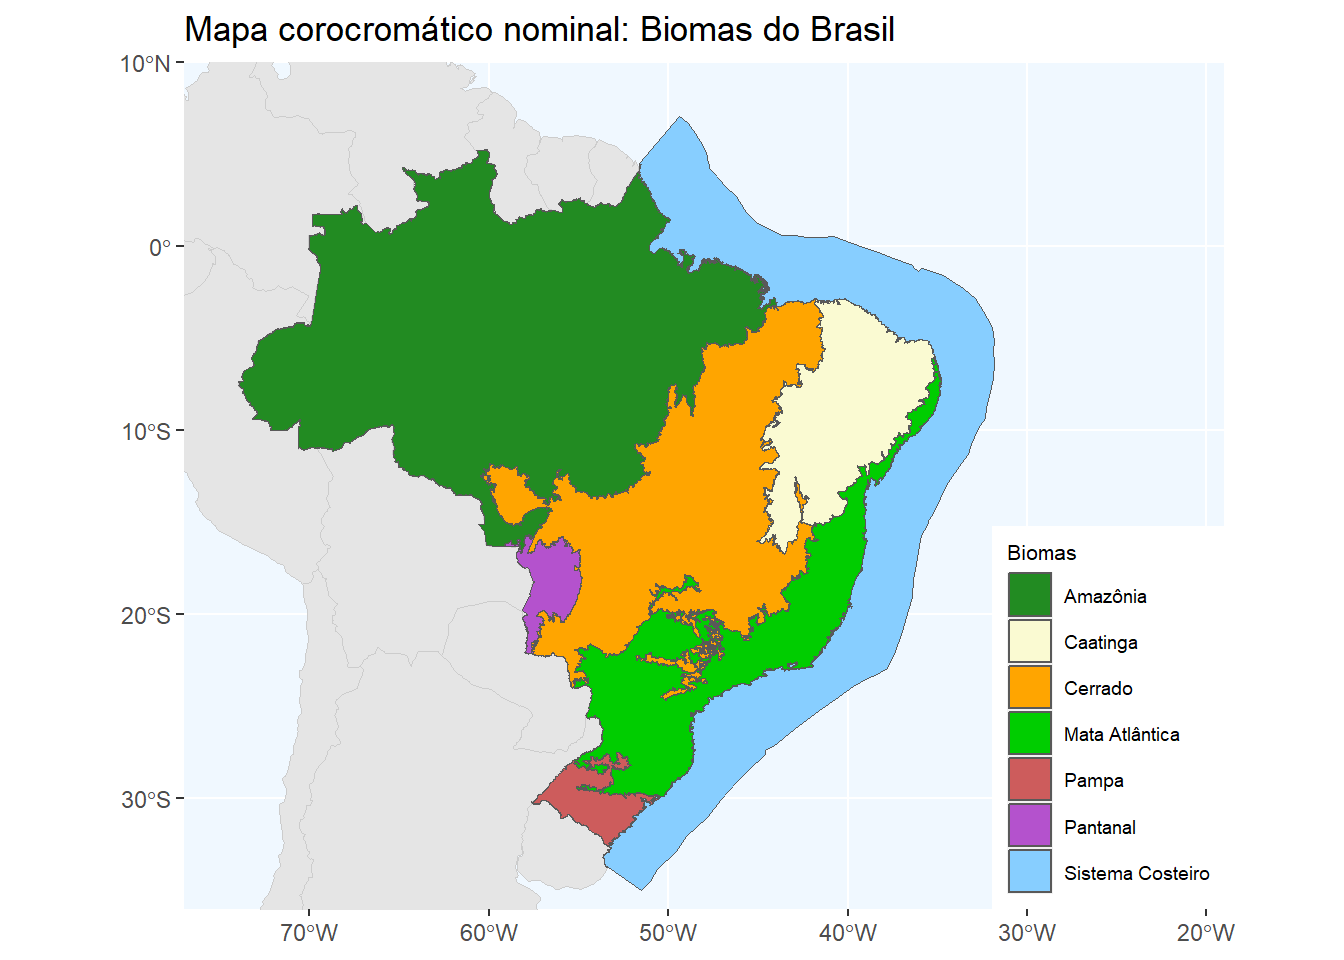 Mapa corocromático nominal: Biomas do Brasil
10°N
0°
10°S
20°S
30°S
70°W
60°W
50°W
40°W
30°W
20°W
Biomas
Amazônia
Caatinga
Cerrado
Mata Atlântica
Pampa
Pantanal
Sistema Costeiro